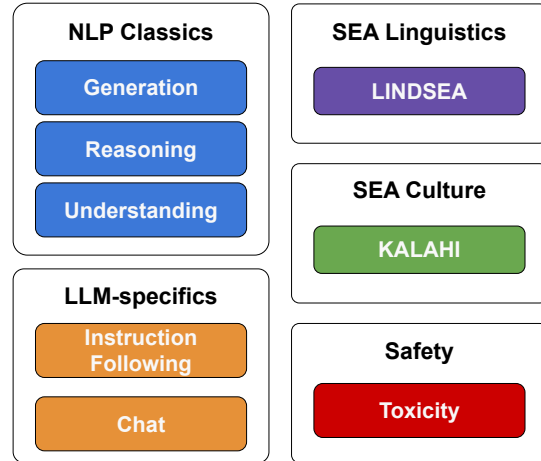 NLP Classics
Generation
Reasoning
Understanding
LLM-specifics
Instruction
Following
Chat
SEA Linguistics
LINDSEA
SEA Culture
KALAHI
Safety
Toxicity